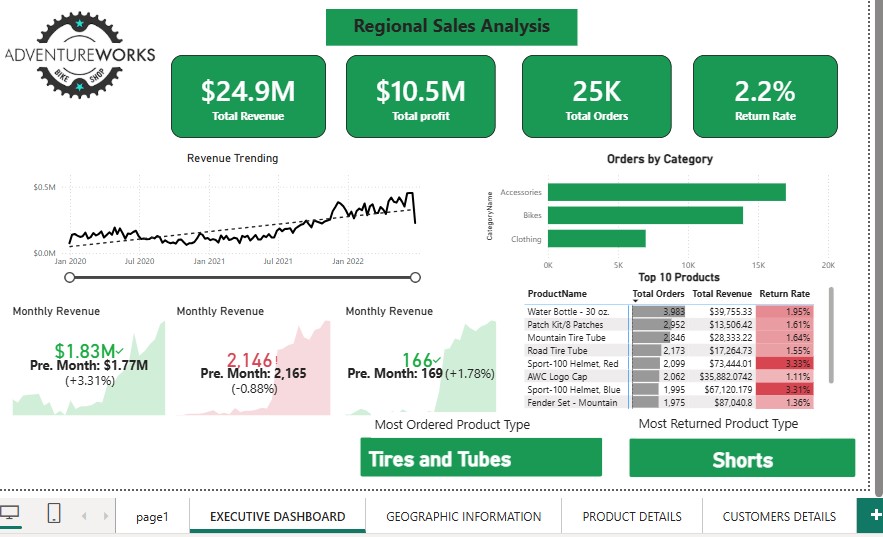 Regional Sales Analysis
ADVENTUREWORKS
BIKE SHOP
$24.9M
Total Revenue
$10.5M
Total profit
25K
Total Orders
2.2%
Return Rate
Revenue Trending
$0.5M
$0.0M
Jan 2020 Jul 2020 Jan 2021 Jul 2021 Jan 2022
Orders by Category
CategoryName
Accessories
Bikes
Clothing
0K 5K 10K 15K 20K
Monthly Revenue
$1.83M
Pre. Month: $1.77M
(+3.31%)
Monthly Revenue
2,146!
Pre. Month: 2,165
(-0.88%)
Monthly Revenue
166
Pre. Month: 169 (+1.78%)
Top 10 Products
ProductName Total Orders Total Revenue Return Rate
Water Bottle - 30 oz. 3,983 $39,755.33 1.95%
Patch Kit/8 Patches 2,952 $13,506.42 1.61%
Mountain Tire Tube 2,846 $28,333.22 1.64%
Road Tire Tube 2,173 $17,264.73 1.55%
Sport-100 Helmet, Red 2,099 $73,444.01 3.33%
AWC Logo Cap 2,062 $35,882.0742 1.11%
Sport-100 Helmet, Blue 1,995 $67,120.179 3.31%
Fender Set - Mountain 1,975 $87,040.8 1.36%
Most Ordered Product Type
Tires and Tubes
Most Returned Product Type
Shorts
page1 EXECUTIVE DASHBOARD GEOGRAPHIC INFORMATION PRODUCT DETAILS CUSTOMERS DETAILS +